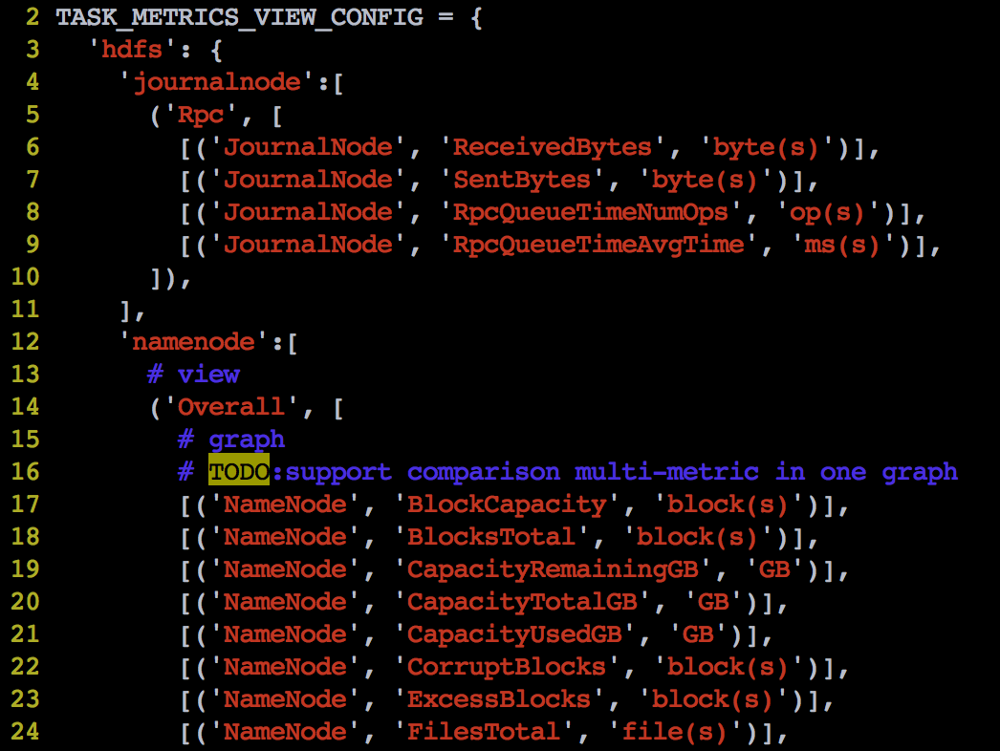 2 TASK_METRICS_VIEW_CONFIG = {
3   'hdfs': {
4     'journalnode':[
5       ('Rpc', [
6         [('JournalNode', 'ReceivedBytes', 'byte(s)')],
7         [('JournalNode', 'SentBytes', 'byte(s)')],
8         [('JournalNode', 'RpcQueueTimeNumOps', 'op(s)')],
9         [('JournalNode', 'RpcQueueTimeAvgTime', 'ms(s)')],
10       ]),
11     ],
12     'namenode':[
13       # view
14       ('Overall', [
15         # graph
16         # TODO:support comparison multi-metric in one graph
17         [('NameNode', 'BlockCapacity', 'block(s)')],
18         [('NameNode', 'BlocksTotal', 'block(s)')],
19         [('NameNode', 'CapacityRemainingGB', 'GB')],
20         [('NameNode', 'CapacityTotalGB', 'GB')],
21         [('NameNode', 'CapacityUsedGB', 'GB')],
22         [('NameNode', 'CorruptBlocks', 'block(s)')],
23         [('NameNode', 'ExcessBlocks', 'block(s)')],
24         [('NameNode', 'FilesTotal', 'file(s)')],